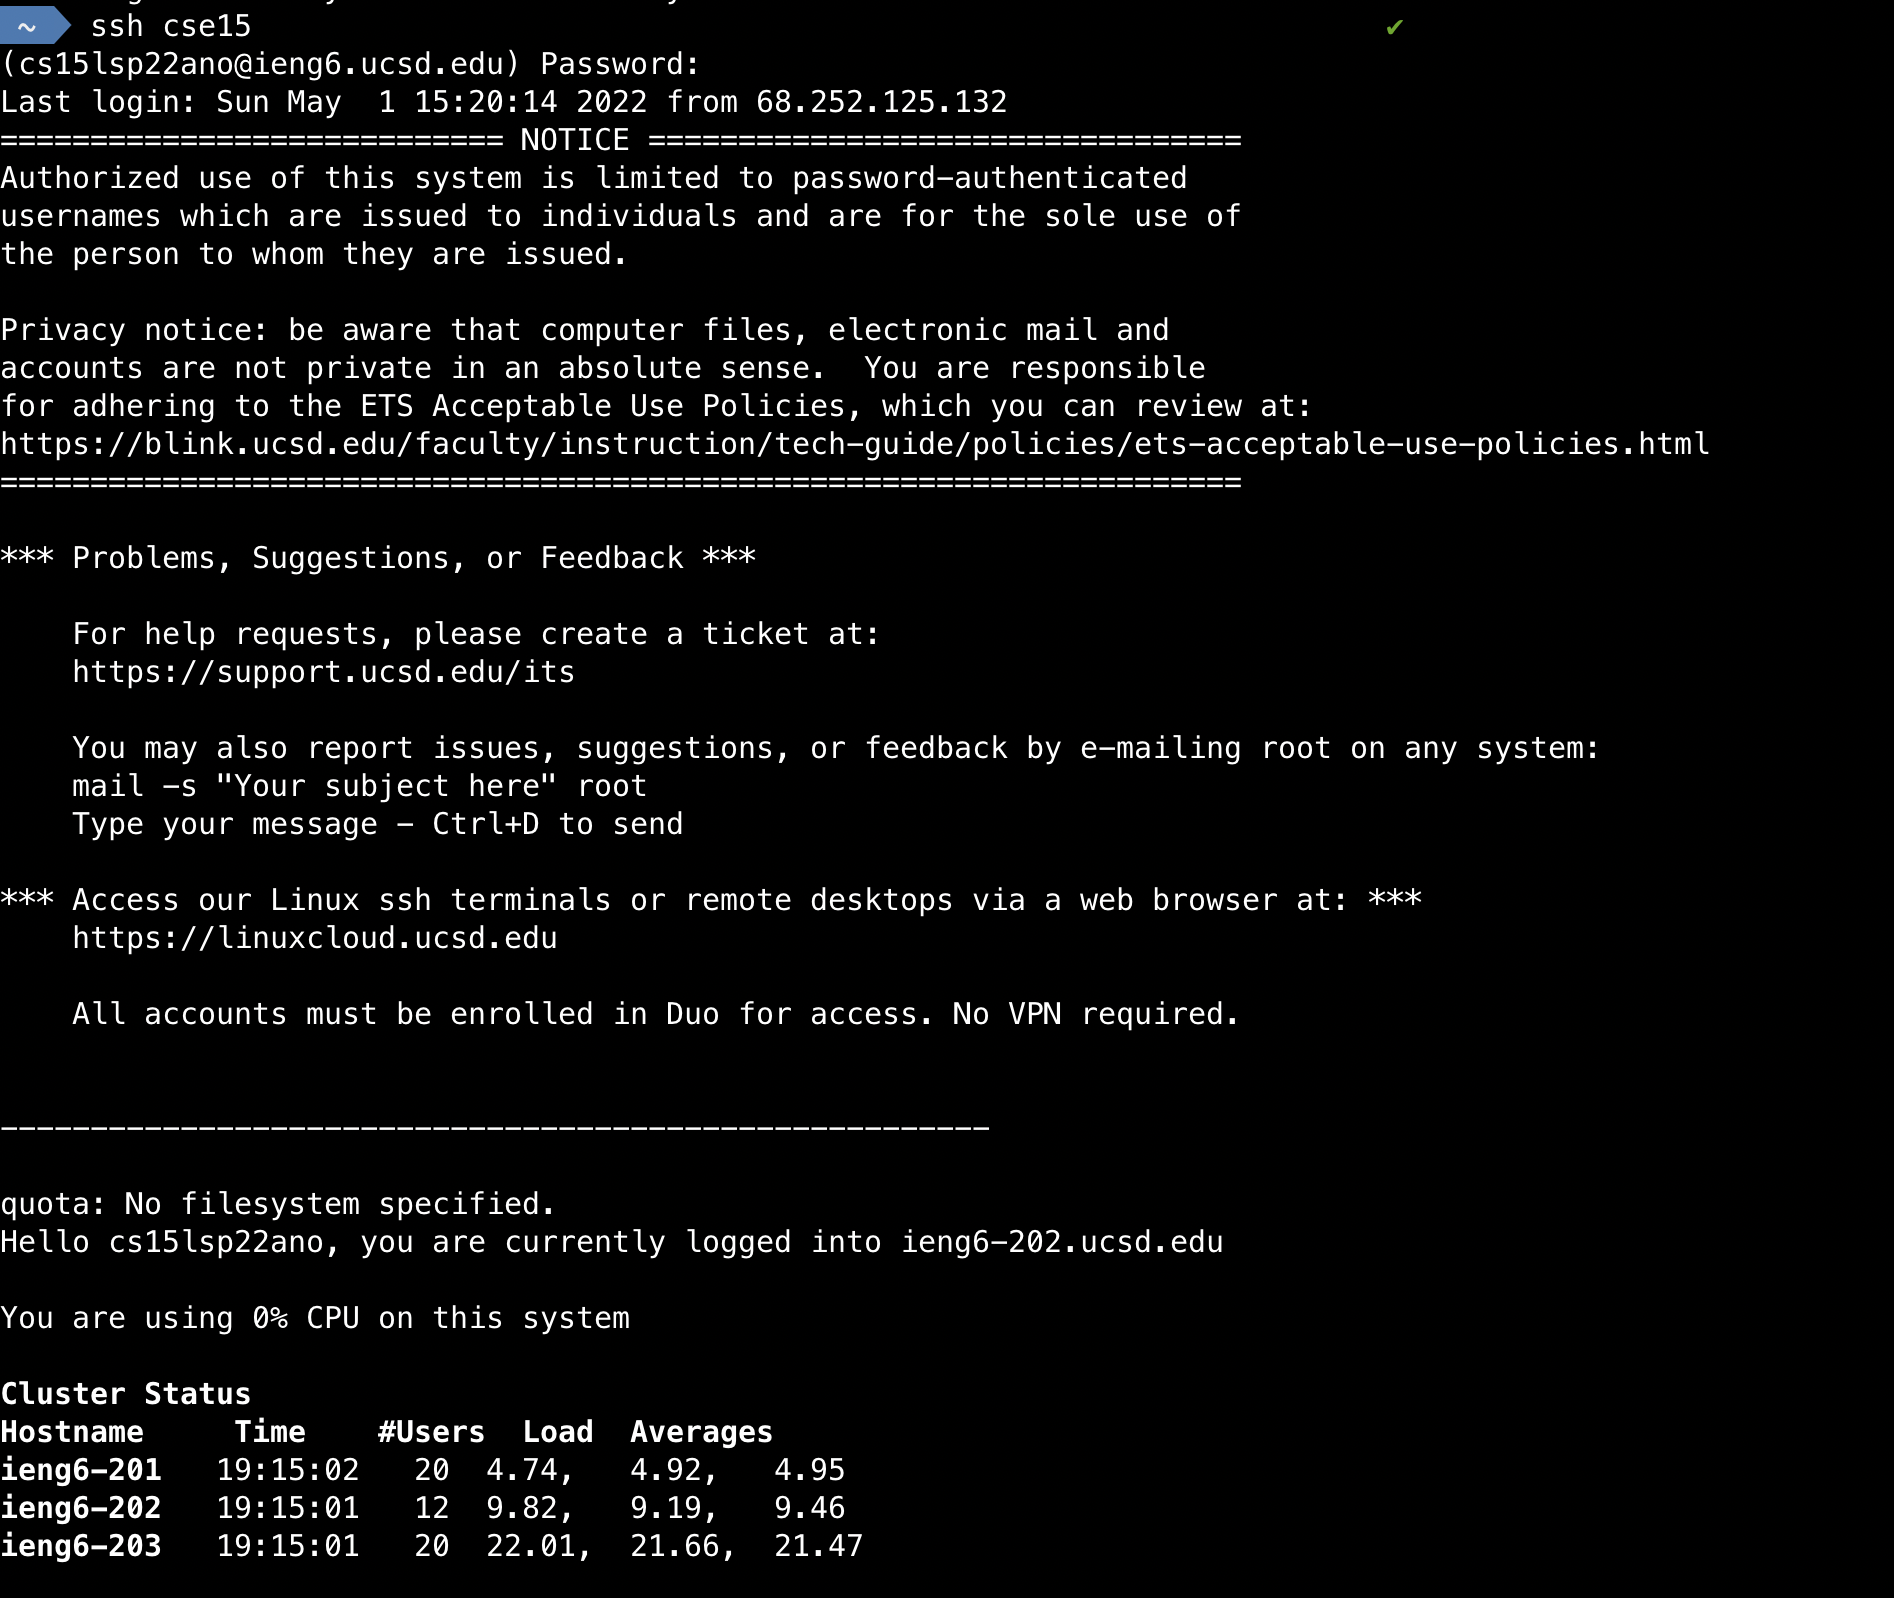 ~ ssh cse15 ✔
(cs15lsp22ano@ieng6.ucsd.edu) Password:
Last login: Sun May  1 15:20:14 2022 from 68.252.125.132
============================ NOTICE =================================
Authorized use of this system is limited to password-authenticated
usernames which are issued to individuals and are for the sole use of
the person to whom they are issued.

Privacy notice: be aware that computer files, electronic mail and
accounts are not private in an absolute sense.  You are responsible
for adhering to the ETS Acceptable Use Policies, which you can review at:
https://blink.ucsd.edu/faculty/instruction/tech-guide/policies/ets-acceptable-use-policies.html
=====================================================================

*** Problems, Suggestions, or Feedback ***

    For help requests, please create a ticket at:
    https://support.ucsd.edu/its

    You may also report issues, suggestions, or feedback by e-mailing root on any system:
    mail -s "Your subject here" root
    Type your message - Ctrl+D to send

*** Access our Linux ssh terminals or remote desktops via a web browser at: ***
    https://linuxcloud.ucsd.edu

    All accounts must be enrolled in Duo for access. No VPN required.


-------------------------------------------------------

quota: No filesystem specified.
Hello cs15lsp22ano, you are currently logged into ieng6-202.ucsd.edu

You are using 0% CPU on this system

Cluster Status
Hostname     Time    #Users  Load  Averages
ieng6-201   19:15:02   20  4.74,   4.92,   4.95
ieng6-202   19:15:01   12  9.82,   9.19,   9.46
ieng6-203   19:15:01   20  22.01,  21.66,  21.47